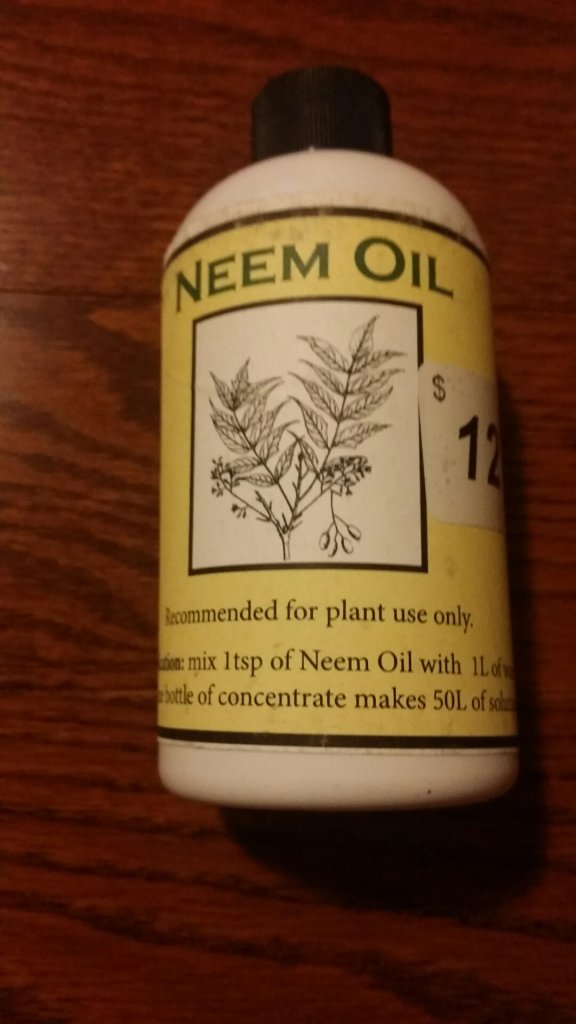 NEEM OIL
$
12
Recommended for plant use only.
mix 1tsp of Neem Oil with 1L of
bottle of concentrate makes 50L of